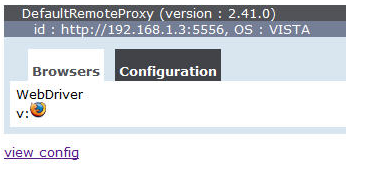 DefaultRemoteProxy (version : 2.41.0)
id : http://192.168.1.3:5556, OS : VISTA
Browsers Configuration
WebDriver
v:
view config